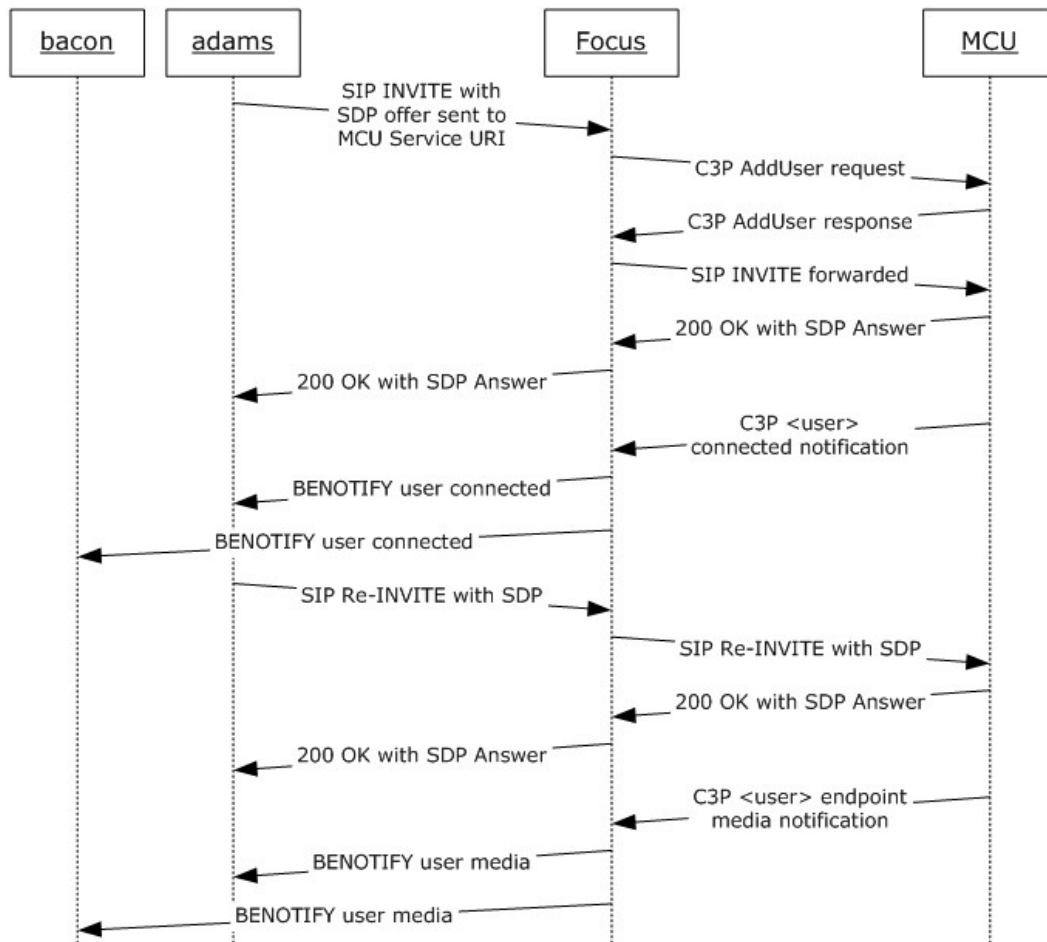 bacon
adams
Focus
MCU
SIP INVITE with
SDP offer sent to
MCU Service URI
C3P AddUser request
C3P AddUser response
SIP INVITE forwarded
200 OK with SDP Answer
200 OK with SDP Answer
C3P <user>
connected notification
BENOTIFY user connected
BENOTIFY user connected
SIP Re-INVITE with SDP
SIP Re-INVITE with SDP
200 OK with SDP Answer
200 OK with SDP Answer
C3P <user> endpoint
media notification
BENOTIFY user media
BENOTIFY user media